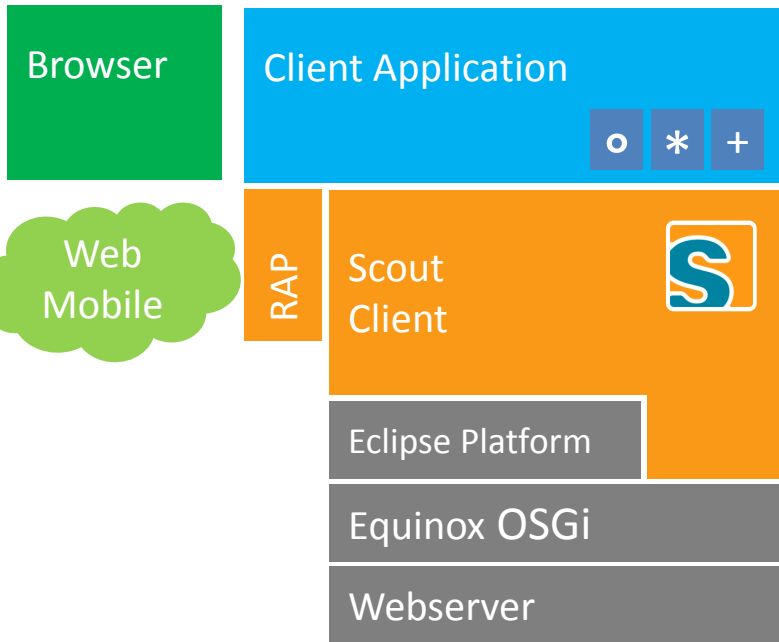 Browser
Client Application
o * +
Web
Mobile
RAP
Scout
Client
S
Eclipse Platform
Equinox OSGi
Webserver